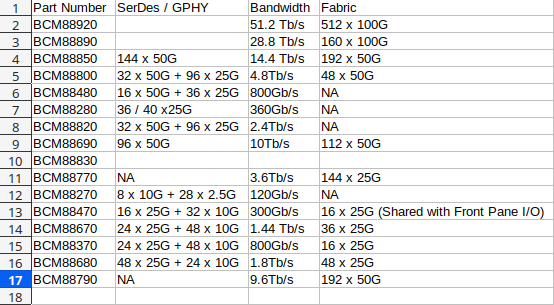 1 Part Number SerDes / GPHY Bandwidth Fabric
2 BCM88920 51.2 Tb/s 512 x 100G
3 BCM88890 28.8 Tb/s 160 x 100G
4 BCM88850 144 x 50G 14.4 Tb/s 192 x 50G
5 BCM88800 32 x 50G + 96 x 25G 4.8Tb/s 48 x 50G
6 BCM88480 16 x 50G + 36 x 25G 800Gb/s NA
7 BCM88280 36 / 40 x25G 360Gb/s NA
8 BCM88820 32 x 50G + 96 x 25G 2.4Tb/s NA
9 BCM88690 96 x 50G 10Tb/s 112 x 50G
10 BCM88830
11 BCM88770 NA 3.6Tb/s 144 x 25G
12 BCM88270 8 x 10G + 28 x 2.5G 120Gb/s NA
13 BCM88470 16 x 25G + 32 x 10G 300Gb/s 16 x 25G (Shared with Front Pane I/O)
14 BCM88670 24 x 25G + 48 x 10G 1.44 Tb/s 36 x 25G
15 BCM88370 24 x 25G + 48 x 10G 800Gb/s 16 x 25G
16 BCM88680 48 x 25G + 24 x 10G 1.8Tb/s 48 x 25G
17 BCM88790 NA 9.6Tb/s 192 x 50G
18